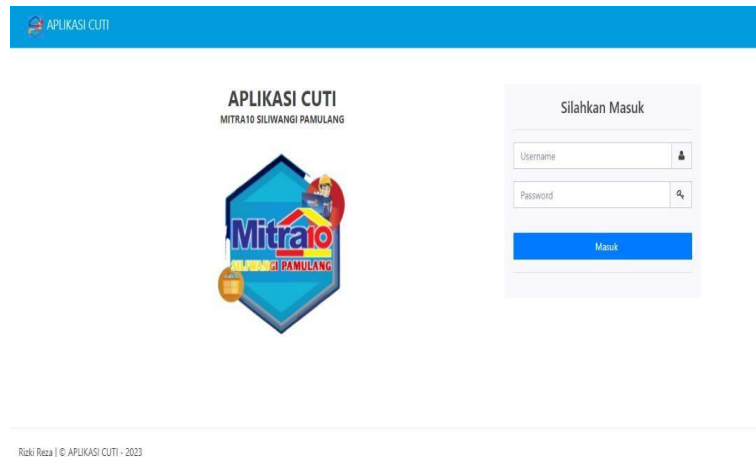 APLIKASI CUTI
APLIKASI CUTI
MITRA10 SILIWANGI PAMULANG
Mitra10
SILIWANGI PAMULANG
Silahkan Masuk
Username
Password
Masuk
Rizki Reza | © APLIKASI CUTI - 2023